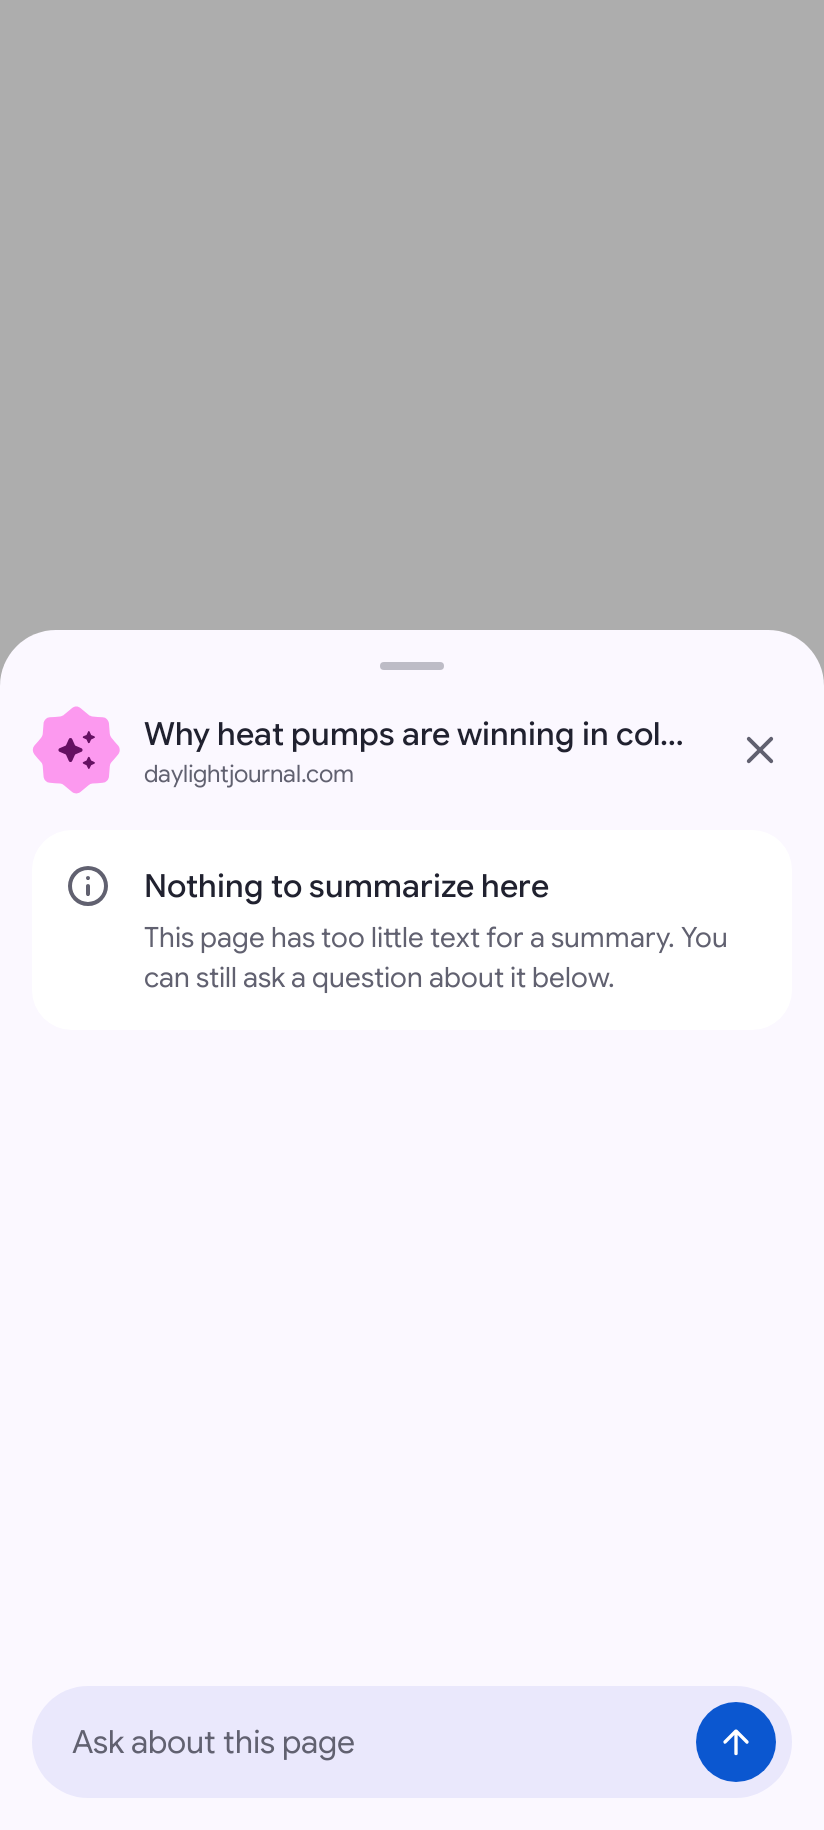 Why heat pumps are winning in col...
daylightjournal.com
Nothing to summarize here
This page has too little text for a summary. You
can still ask a question about it below.
Ask about this page